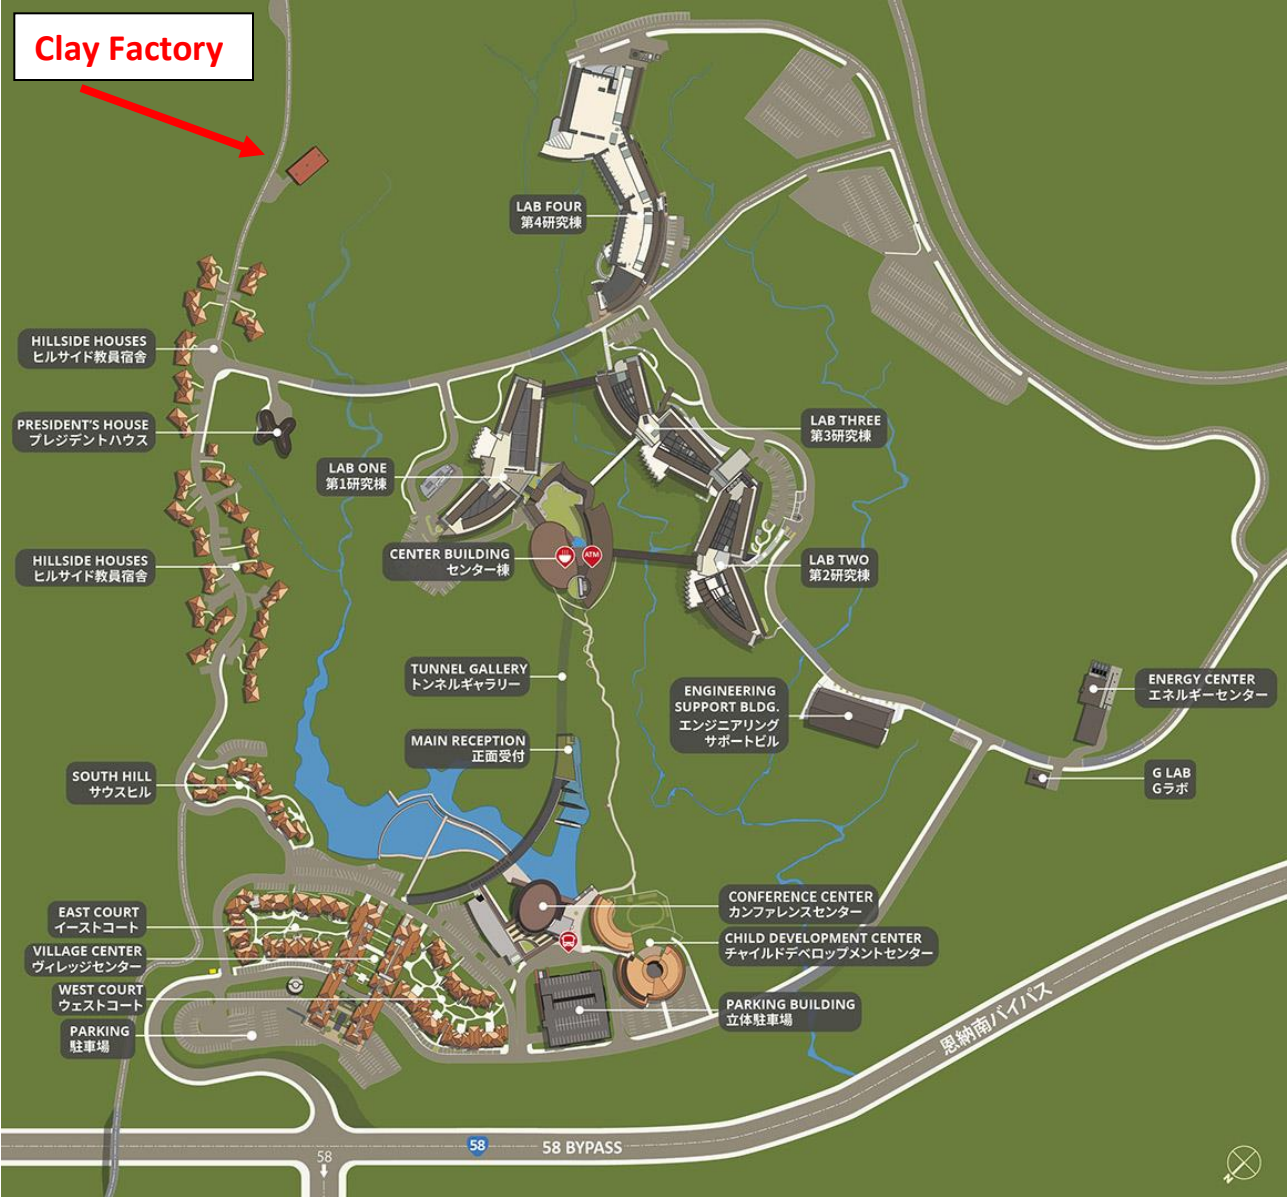 Clay Factory
LAB FOUR
第4研究棟
HILLSIDE HOUSES
ヒルサイド教員宿舎
PRESIDENT'S HOUSE
プレジデントハウス
LAB THREE
第3研究棟
LAB ONE
第1研究棟
CENTER BUILDING
センター棟
ATM
HILLSIDE HOUSES
ヒルサイド教員宿舎
LAB TWO
第2研究棟
TUNNEL GALLERY
トンネルギャラリー
ENGINEERING
SUPPORT BLDG.
エンジニアリング
サポートビル
ENERGY CENTER
エネルギーセンター
MAIN RECEPTION
正面受付
SOUTH HILL
サウスヒル
G LAB
Gラボ
CONFERENCE CENTER
カンファレンスセンター
EAST COURT
イーストコート
CHILD DEVELOPMENT CENTER
チャイルドデベロップメントセンター
VILLAGE CENTER
ヴィレッジセンター
WEST COURT
ウェストコート
PARKING BUILDING
立体駐車場
PARKING
駐車場
恩納南バイパス
58
58 BYPASS
58
N